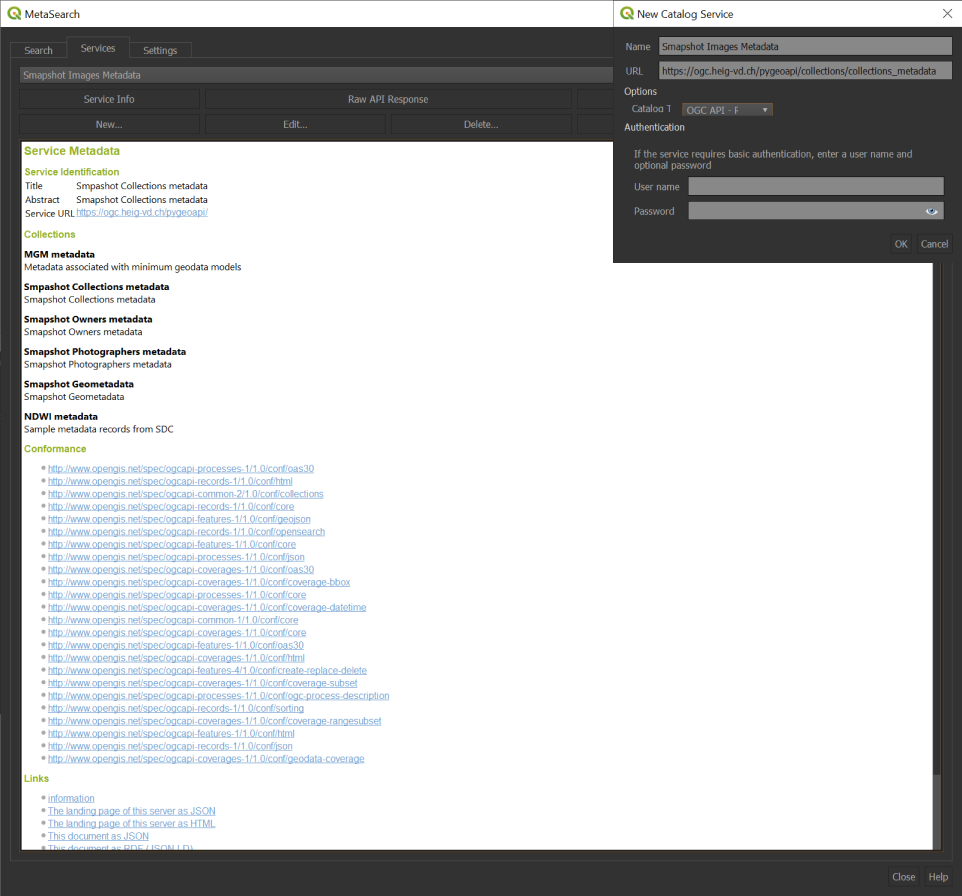 MetaSearch
Search
Services
Settings
Smapshot Images Metadata
Service Info
Raw API Response
New...
Edit...
Delete...
Service Metadata
Service Identification
Title Smpashot Collections metadata
Abstract Smapshot Collections metadata
Service URL https://ogc.heig-vd.ch/pygeoapi/
Collections
MGM metadata
Metadata associated with minimum geodata models
Smpashot Collections metadata
Smapshot Collections metadata
Smapshot Owners metadata
Smapshot Owners metadata
Smapshot Photographers metadata
Smapshot Photographers metadata
Smapshot Geometadata
Smapshot Geometadata
NDWI metadata
Sample metadata records from SDC
Conformance
http://www.opengis.net/spec/ogcapi-processes-1/1.0/conf/oas30
http://www.opengis.net/spec/ogcapi-records-1/1.0/conf/html
http://www.opengis.net/spec/ogcapi-common-2/1.0/conf/collections
http://www.opengis.net/spec/ogcapi-records-1/1.0/conf/core
http://www.opengis.net/spec/ogcapi-features-1/1.0/conf/geojson
http://www.opengis.net/spec/ogcapi-records-1/1.0/conf/opensearch
http://www.opengis.net/spec/ogcapi-features-1/1.0/conf/core
http://www.opengis.net/spec/ogcapi-processes-1/1.0/conf/json
http://www.opengis.net/spec/ogcapi-coverages-1/1.0/conf/oas30
http://www.opengis.net/spec/ogcapi-coverages-1/1.0/conf/coverage-bbox
http://www.opengis.net/spec/ogcapi-processes-1/1.0/conf/core
http://www.opengis.net/spec/ogcapi-coverages-1/1.0/conf/coverage-datetime
http://www.opengis.net/spec/ogcapi-common-1/1.0/conf/core
http://www.opengis.net/spec/ogcapi-coverages-1/1.0/conf/core
http://www.opengis.net/spec/ogcapi-features-1/1.0/conf/oas30
http://www.opengis.net/spec/ogcapi-coverages-1/1.0/conf/html
http://www.opengis.net/spec/ogcapi-features-4/1.0/conf/create-replace-delete
http://www.opengis.net/spec/ogcapi-coverages-1/1.0/conf/coverage-subset
http://www.opengis.net/spec/ogcapi-processes-1/1.0/conf/ogc-process-description
http://www.opengis.net/spec/ogcapi-records-1/1.0/conf/sorting
http://www.opengis.net/spec/ogcapi-coverages-1/1.0/conf/coverage-rangesubset
http://www.opengis.net/spec/ogcapi-features-1/1.0/conf/html
http://www.opengis.net/spec/ogcapi-records-1/1.0/conf/json
http://www.opengis.net/spec/ogcapi-coverages-1/1.0/conf/geodata-coverage
Links
information
The landing page of this server as JSON
The landing page of this server as HTML
This document as JSON
This document as RDF (JSON-LD)
Close Help
New Catalog Service
Name Smapshot Images Metadata
URL https://ogc.heig-vd.ch/pygeoapi/collections/collections_metadata
Options
Catalog T OGC API - F
Authentication
If the service requires basic authentication, enter a user name and
optional password
User name
Password
OK Cancel